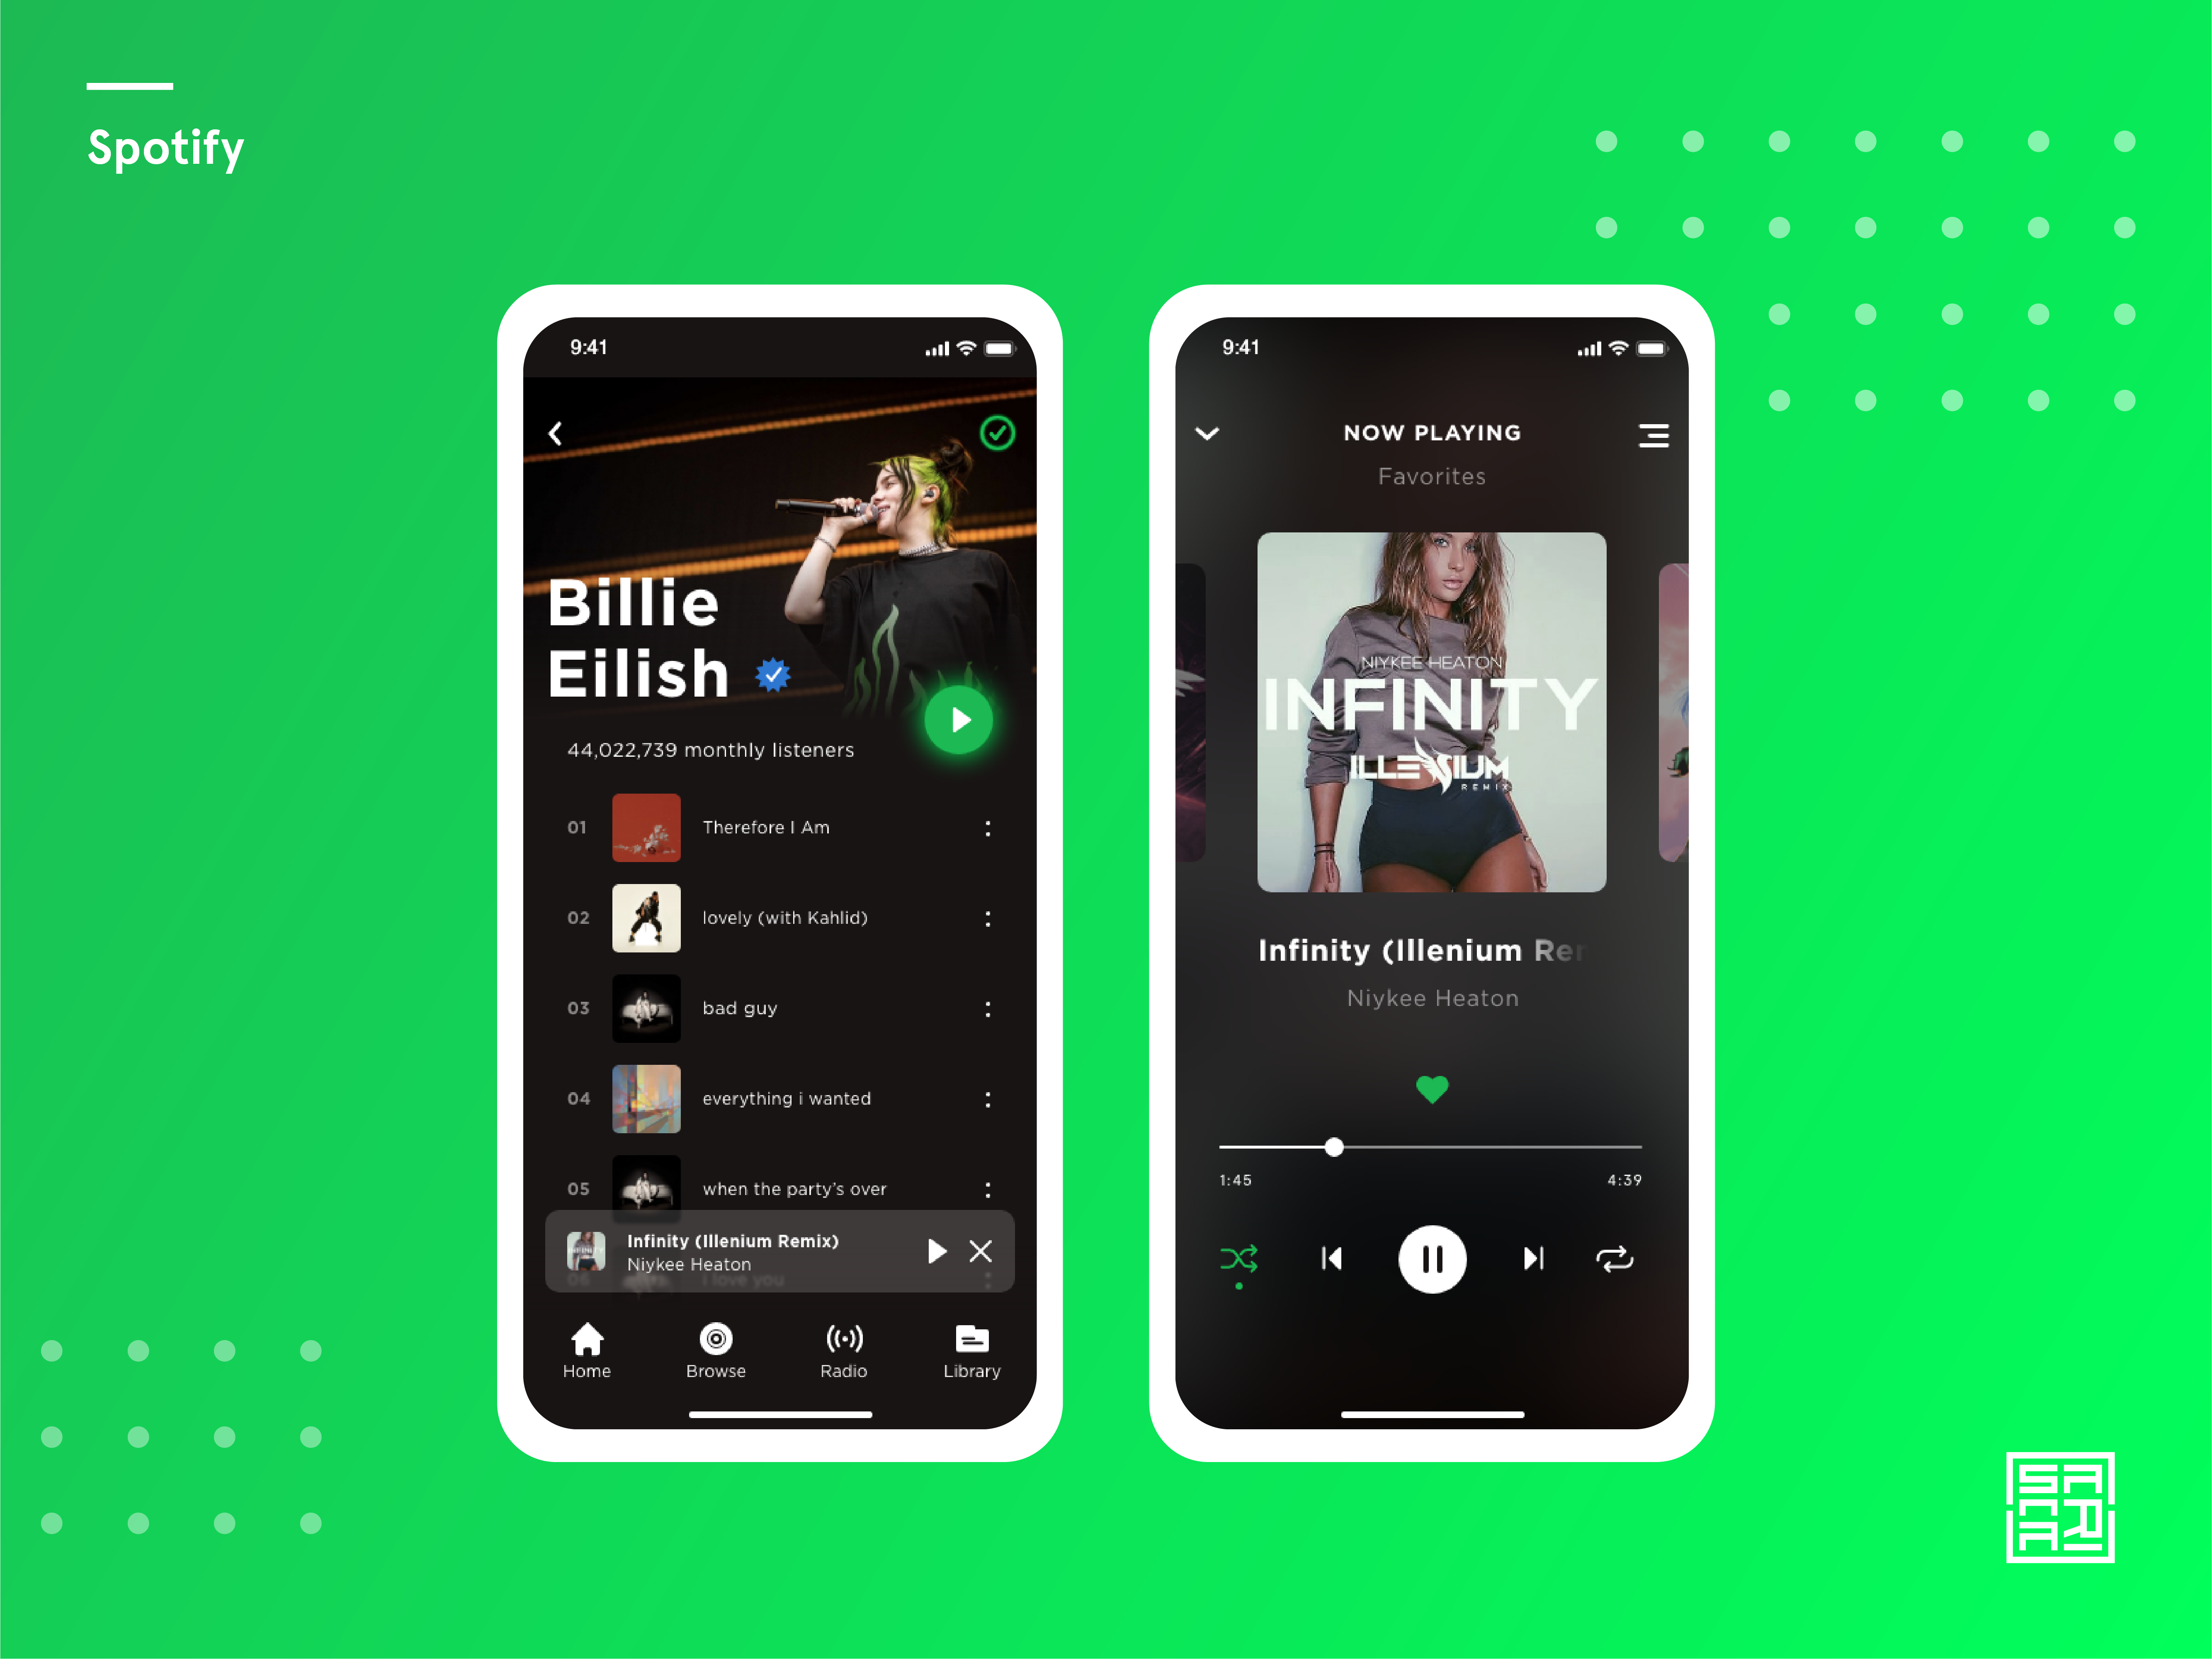 Spotify
9:41
Billie
Eilish
44,022,739 monthly listeners
01 Therefore I Am
02 lovely (with Kahlid)
03 bad guy
04 everything i wanted
05 when the party's over
Infinity (Illenium Remix)
Niykee Heaton
06 i love you
Home Browse Radio Library
9:41
NOW PLAYING
Favorites
NIYKEE HEATON
INFINITY
ILLENIUM
REMIX
Infinity (Illenium Rem
Niykee Heaton
1:45 4:39